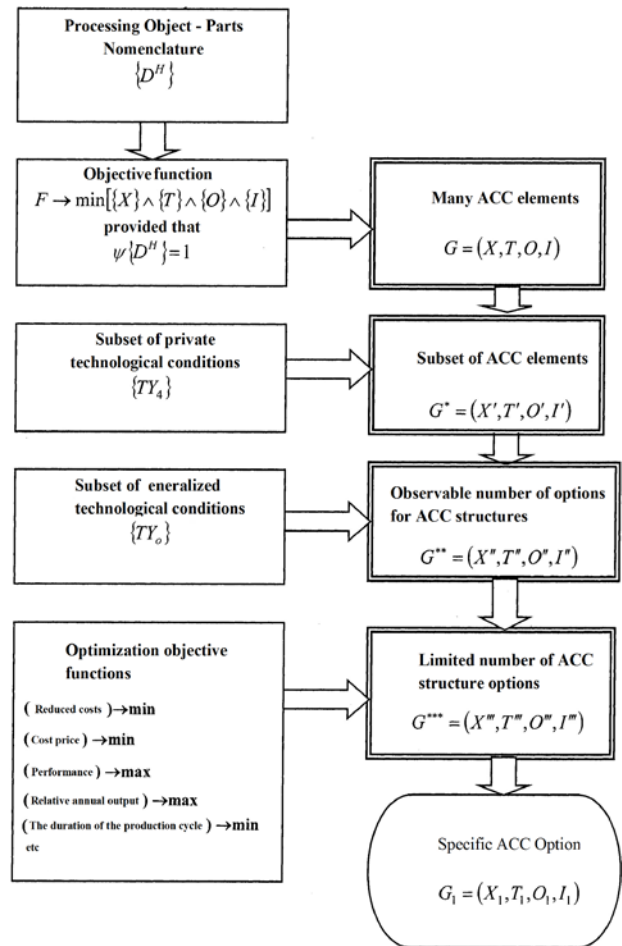 Processing Object - Parts
Nomenclature
{D^H}
Objective function
F → min[{X} ∧ {T} ∧ {O} ∧ {I}]
provided that
ψ{D^H}=1
Many ACC elements
G = (X,T,O,I)
Subset of private
technological conditions
{TY_4}
Subset of ACC elements
G* = (X′,T′,O′,I′)
Subset of eneralized
technological conditions
{TY_o}
Observable number of options
for ACC structures
G** = (X″,T″,O″,I″)
Optimization objective
functions
( Reduced costs )→min
(Cost price )→min
(Performance )→max
(Relative annual output )→max
(The duration of the production cycle )→min
etc
Limited number of ACC
structure options
G*** = (X‴,T‴,O‴,I‴)
Specific ACC Option
G_1 = (X_1,T_1,O_1,I_1)